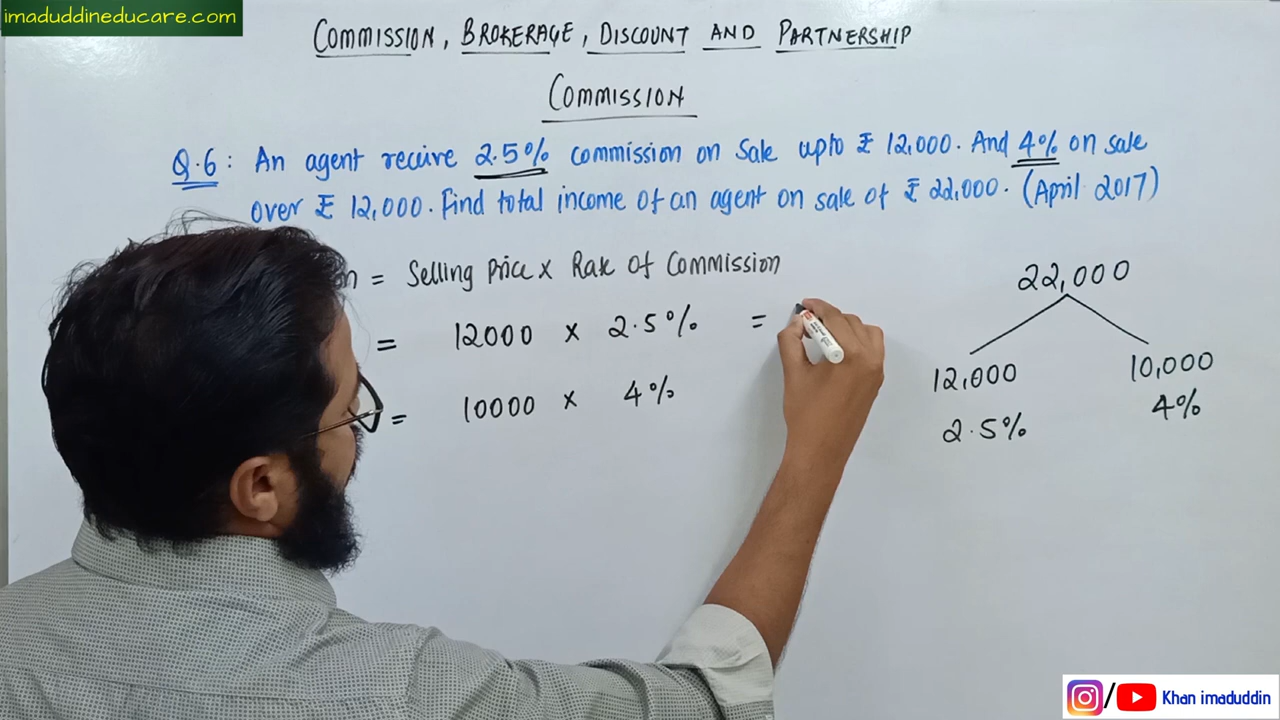 imaduddineducare.com
COMMISSION, BROKERAGE, DISCOUNT AND PARTNERSHIP
COMMISSION
Q.6: An agent receive 2.5% commission on sale upto ₹ 12,000. And 4% on sale
over ₹ 12,000. Find total income of an agent on sale of ₹ 22,000. (April 2017)
n = Selling Price x Rate Of Commission
= 12000 x 2.5% =
= 10000 x 4%
22,000
12,000 10,000
2.5% 4%
Khan imaduddin